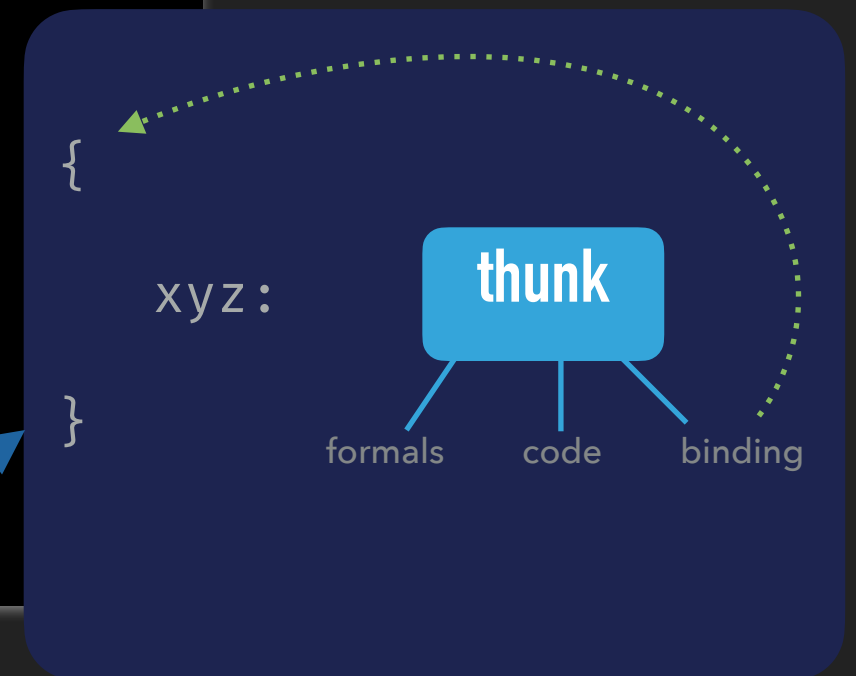 {
thunk
xyz:
}
formals code binding